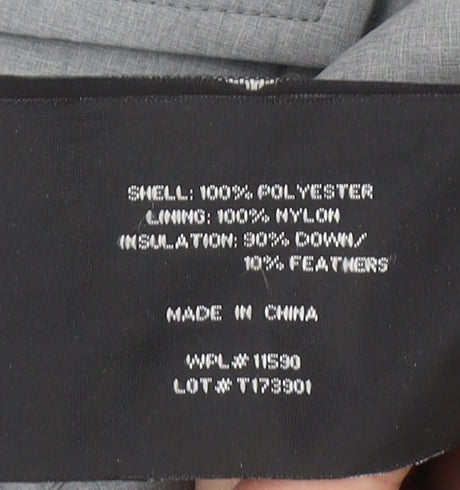 SHELL: 100% POLYESTER
LINING: 100% NYLON
INSULATION: 90% DOWN/
10% FEATHERS
MADE IN CHINA
WPL# 11590
LOT# T173901